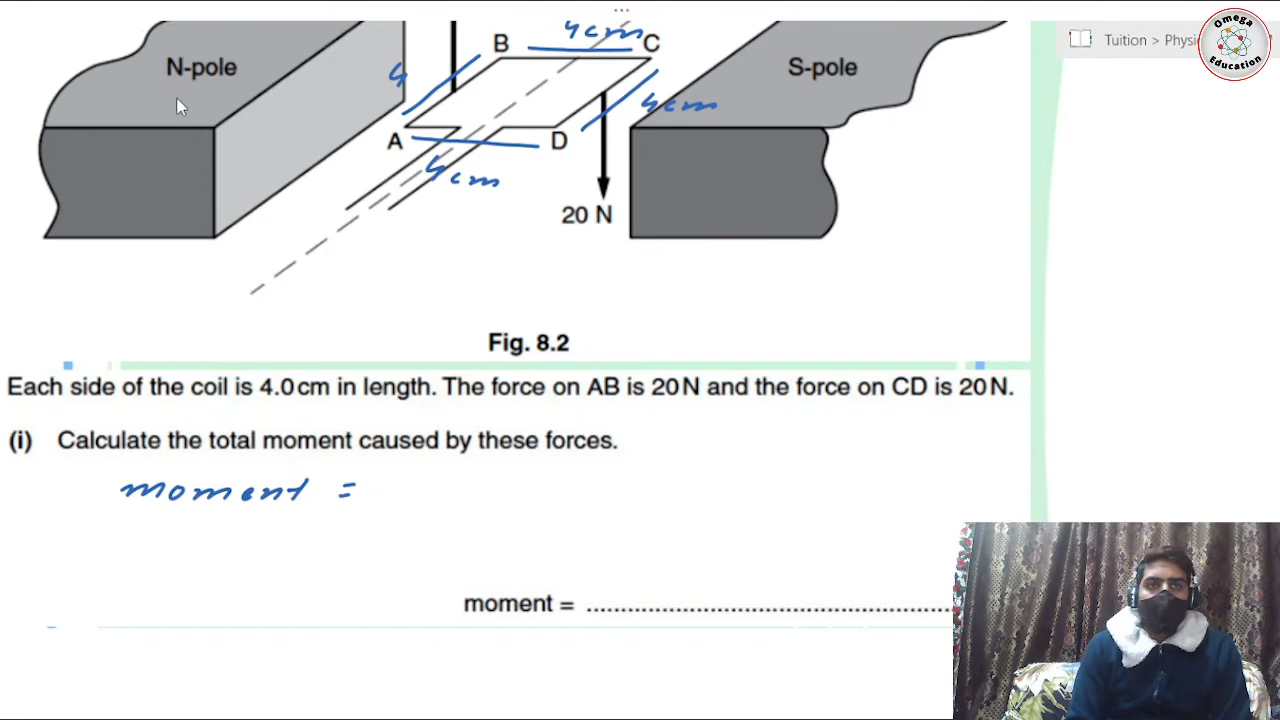 Omega
Education
Tuition > Physi
N-pole
S-pole
4cm
B
C
4
4cm
A
D
4cm
20 N
Fig. 8.2
Each side of the coil is 4.0 cm in length. The force on AB is 20 N and the force on CD is 20 N.
(i) Calculate the total moment caused by these forces.
moment =
moment = ......................................................